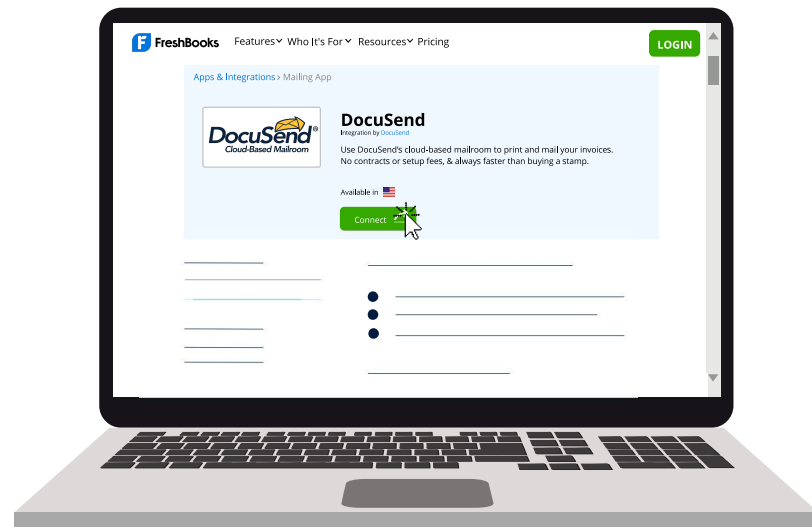 FreshBooks Features Who It's For Resources Pricing LOGIN
Apps & Integrations > Mailing App
DocuSend®
Cloud-Based Mailroom
DocuSend
Integration by DocuSend
Use DocuSend's cloud-based mailroom to print and mail your invoices.
No contracts or setup fees, & always faster than buying a stamp.
Available in
Connect